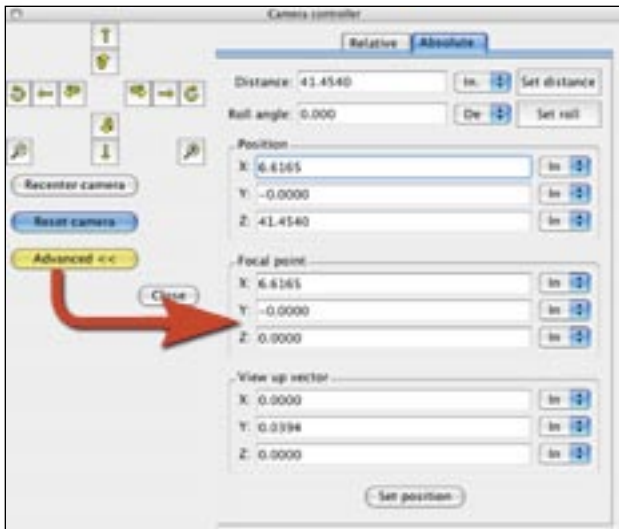 Camera controller
Relative Absolute
Distance: 41.4540 In. Set distance
Roll angle: 0.000 De Set roll
Position
X: 6.6165 In
Y: -0.0000 In
Z: 41.4540 In
Recenter camera
Reset camera
Advanced <<
Close
Focal point
X: 6.6165 In
Y: -0.0000 In
Z: 0.0000 In
View up vector
X: 0.0000 In
Y: 0.0394 In
Z: 0.0000 In
Set position